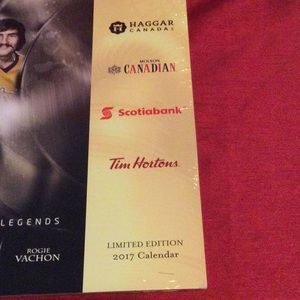 HAGGAR
CANADA
MOLSON
CANADIAN
Scotiabank
Tim Hortons
LEGENDS
ROGIE
VACHON
LIMITED EDITION
2017 Calendar